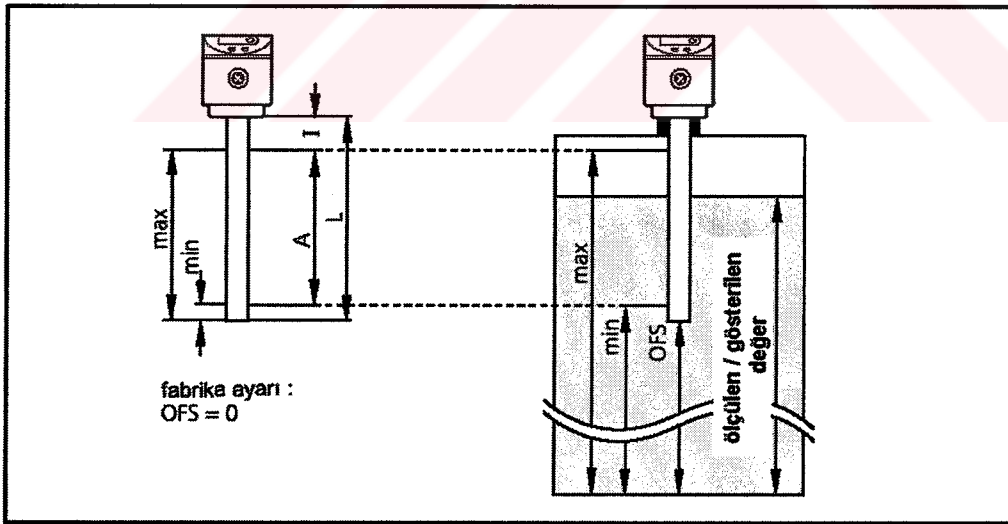 max
min
I
A
L
fabrika ayarı :
OFS = 0
max
min
OFS
ölçülen / gösterilen
değer